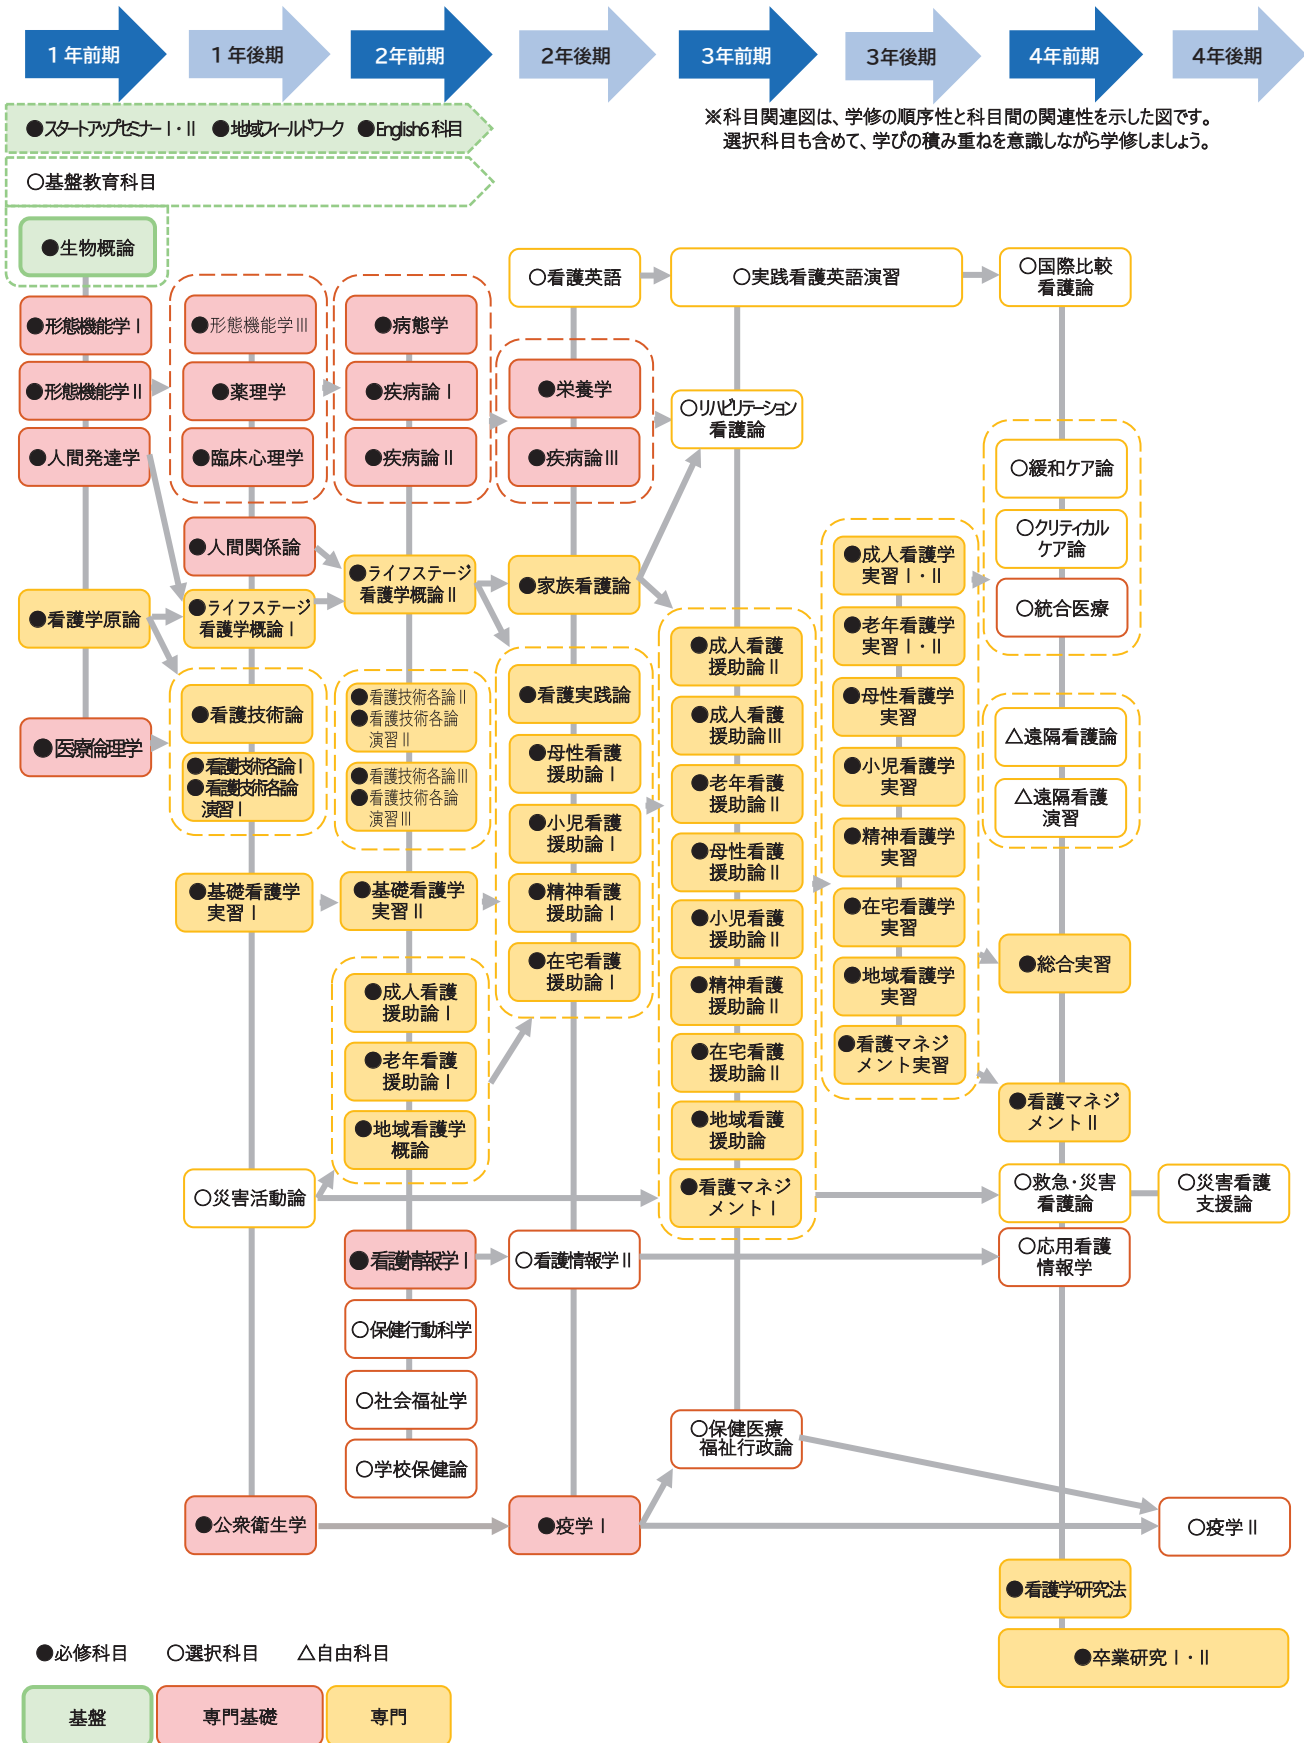 1年前期
1年後期
2年前期
2年後期
3年前期
3年後期
4年前期
4年後期
●スタートアップセミナーⅠ・Ⅱ ●地域フィールドワーク ●English6科目
※科目関連図は、学修の順序性と科目間の関連性を示した図です。
選択科目も含めて、学びの積み重ねを意識しながら学修しましょう。
○基盤教育科目
●生物概論
●形態機能学Ⅰ
●形態機能学Ⅱ
●人間発達学
●看護学原論
●医療倫理学
●形態機能学Ⅲ
●薬理学
●臨床心理学
●人間関係論
●ライフステージ
看護学概論Ⅰ
●看護技術論
●看護技術各論Ⅰ
●看護技術各論
演習Ⅰ
●基礎看護学
実習Ⅰ
○災害活動論
●公衆衛生学
●病態学
●疾病論Ⅰ
●疾病論Ⅱ
●ライフステージ
看護学概論Ⅱ
●看護技術各論Ⅱ
●看護技術各論
演習Ⅱ
●看護技術各論Ⅲ
●看護技術各論
演習Ⅲ
●基礎看護学
実習Ⅱ
●成人看護
援助論Ⅰ
●老年看護
援助論Ⅰ
●地域看護学
概論
●看護情報学Ⅰ
○保健行動科学
○社会福祉学
○学校保健論
○看護英語
●栄養学
●疾病論Ⅲ
●家族看護論
●看護実践論
●母性看護
援助論Ⅰ
●小児看護
援助論Ⅰ
●精神看護
援助論Ⅰ
●在宅看護
援助論Ⅰ
○看護情報学Ⅱ
●疫学Ⅰ
○実践看護英語演習
○リハビリテーション
看護論
●成人看護
援助論Ⅱ
●成人看護
援助論Ⅲ
●老年看護
援助論Ⅱ
●母性看護
援助論Ⅱ
●小児看護
援助論Ⅱ
●精神看護
援助論Ⅱ
●在宅看護
援助論Ⅱ
●地域看護
援助論
●看護マネジ
メントⅠ
○保健医療
福祉行政論
●成人看護学
実習Ⅰ・Ⅱ
●老年看護学
実習Ⅰ・Ⅱ
●母性看護学
実習
●小児看護学
実習
●精神看護学
実習
●在宅看護学
実習
●地域看護学
実習
●看護マネジ
メント実習
○国際比較
看護論
○緩和ケア論
○クリティカル
ケア論
○統合医療
△遠隔看護論
△遠隔看護
演習
●総合実習
●看護マネジ
メントⅡ
○救急・災害
看護論
○応用看護
情報学
●看護学研究法
●卒業研究Ⅰ・Ⅱ
○災害看護
支援論
○疫学Ⅱ
●必修科目 ○選択科目 △自由科目
基盤
専門基礎
専門